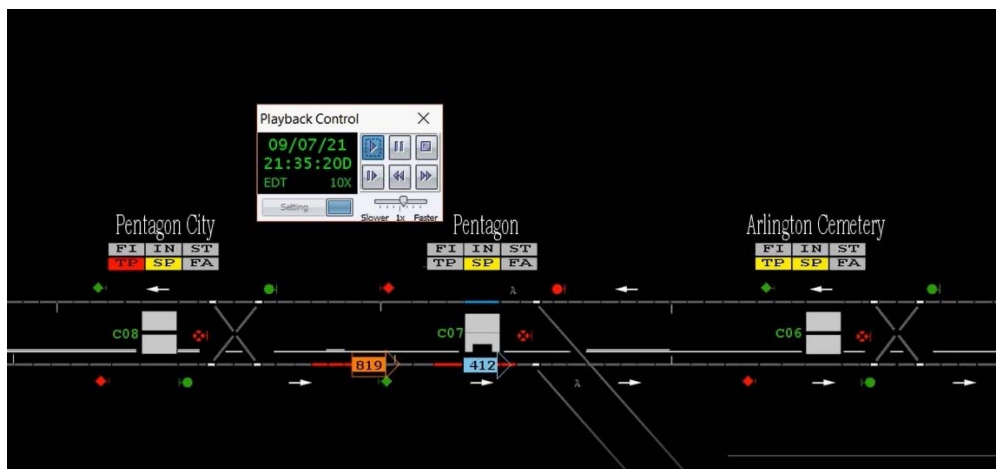 Playback Control
09/07/21
21:35:20D
EDT 10X
Setting
Slower 1x Faster
Pentagon City
FI IN ST
TP SP FA
Pentagon
FI IN ST
TP SP FA
Arlington Cemetery
FI IN ST
TP SP FA
A
C08
C07
C06
819
412
A